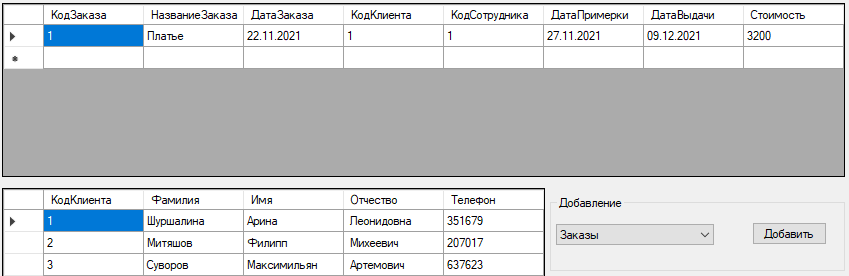 КодЗаказа НазваниеЗаказа ДатаЗаказа КодКлиента КодСотрудника ДатаПримерки ДатаВыдачи Стоимость
1 Платье 22.11.2021 1 1 27.11.2021 09.12.2021 3200
КодКлиента Фамилия Имя Отчество Телефон
1 Шуршалина Арина Леонидовна 351679
2 Митяшов Филипп Михеевич 207017
3 Суворов Максимильян Артемович 637623
Добавление
Заказы Добавить